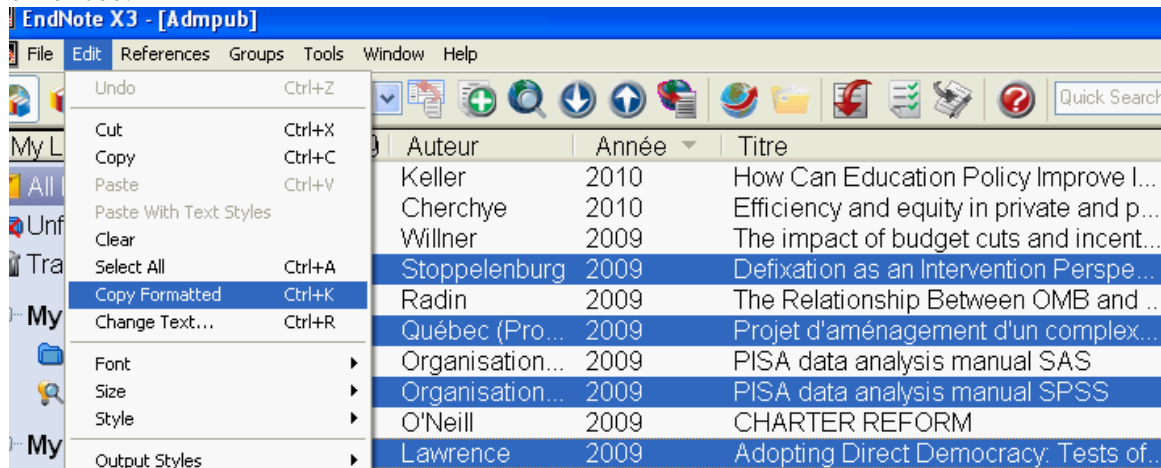 EndNote X3 - [Admpub]
File Edit References Groups Tools Window Help
Quick Search
Undo Ctrl+Z
Cut Ctrl+X
Copy Ctrl+C
Paste Ctrl+V
Paste With Text Styles
Clear
Select All Ctrl+A
Copy Formatted Ctrl+K
Change Text... Ctrl+R
Font
Size
Style
Output Styles
My L
All
Unf
Tra
My
My
Auteur Année Titre
Keller 2010 How Can Education Policy Improve I...
Cherchye 2010 Efficiency and equity in private and p...
Willner 2009 The impact of budget cuts and incent...
Stoppelenburg 2009 Defixation as an Intervention Perspe...
Radin 2009 The Relationship Between OMB and ...
Québec (Pro... 2009 Projet d'aménagement d'un complex...
Organisation... 2009 PISA data analysis manual SAS
Organisation... 2009 PISA data analysis manual SPSS
O'Neill 2009 CHARTER REFORM
Lawrence 2009 Adopting Direct Democracy: Tests of...